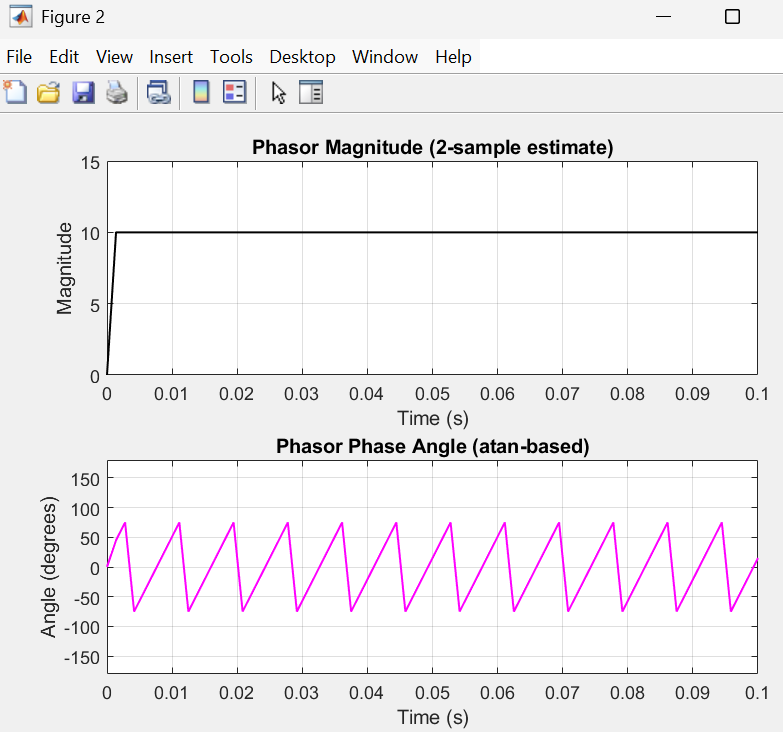 Figure 2
File Edit View Insert Tools Desktop Window Help
Phasor Magnitude (2-sample estimate)
15
10
5
0
Magnitude
0 0.01 0.02 0.03 0.04 0.05 0.06 0.07 0.08 0.09 0.1
Time (s)
Phasor Phase Angle (atan-based)
150
100
50
0
-50
-100
-150
Angle (degrees)
0 0.01 0.02 0.03 0.04 0.05 0.06 0.07 0.08 0.09 0.1
Time (s)